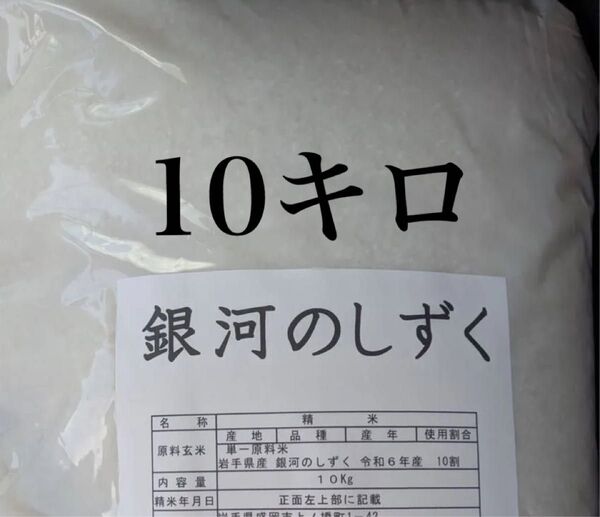 10キロ
銀河のしずく
名 称 精 米
原料玄米 産 地 品 種 産 年 使用割合
単一原料米
岩手県産 銀河のしずく 令和6年産 10割
内 容 量 10Kg
精米年月日 正面左上部に記載